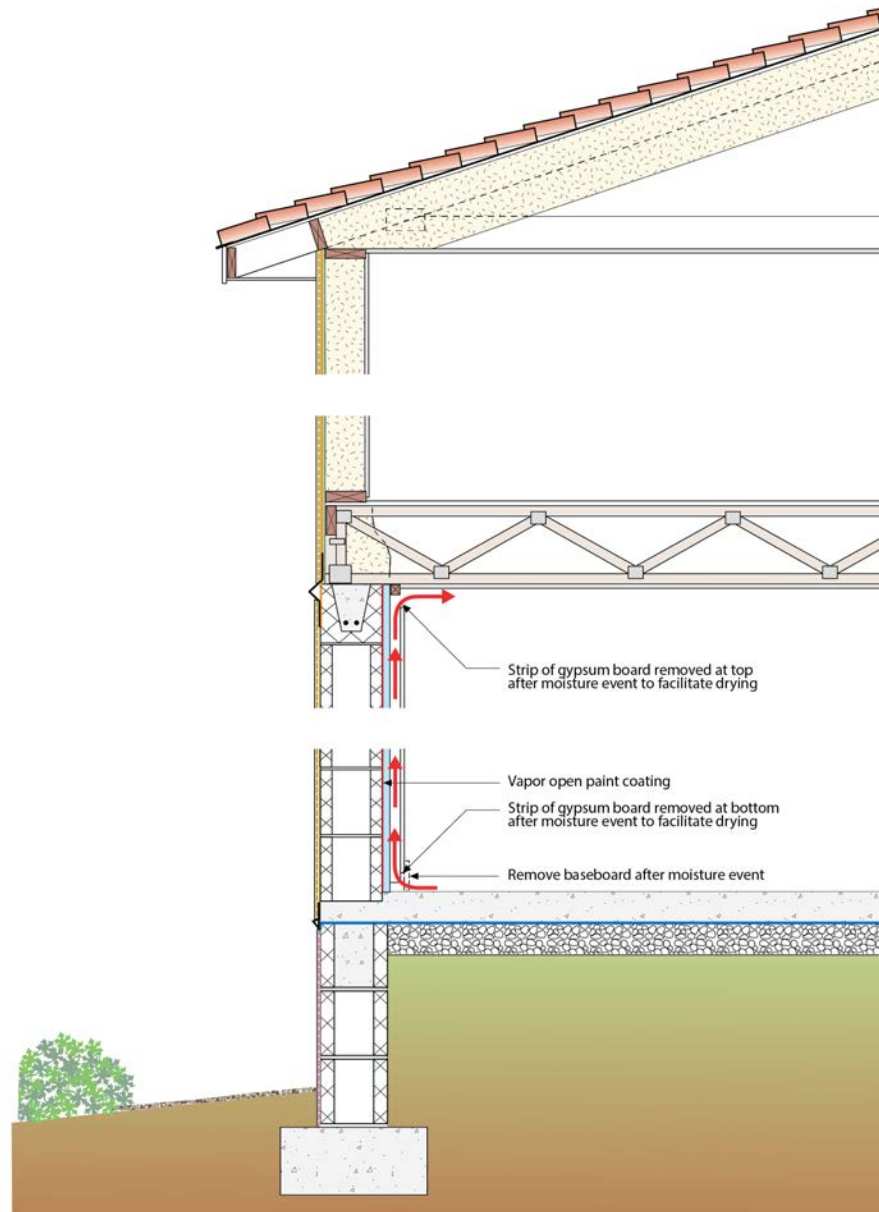 Strip of gypsum board removed at top
after moisture event to facilitate drying
Vapor open paint coating
Strip of gypsum board removed at bottom
after moisture event to facilitate drying
Remove baseboard after moisture event